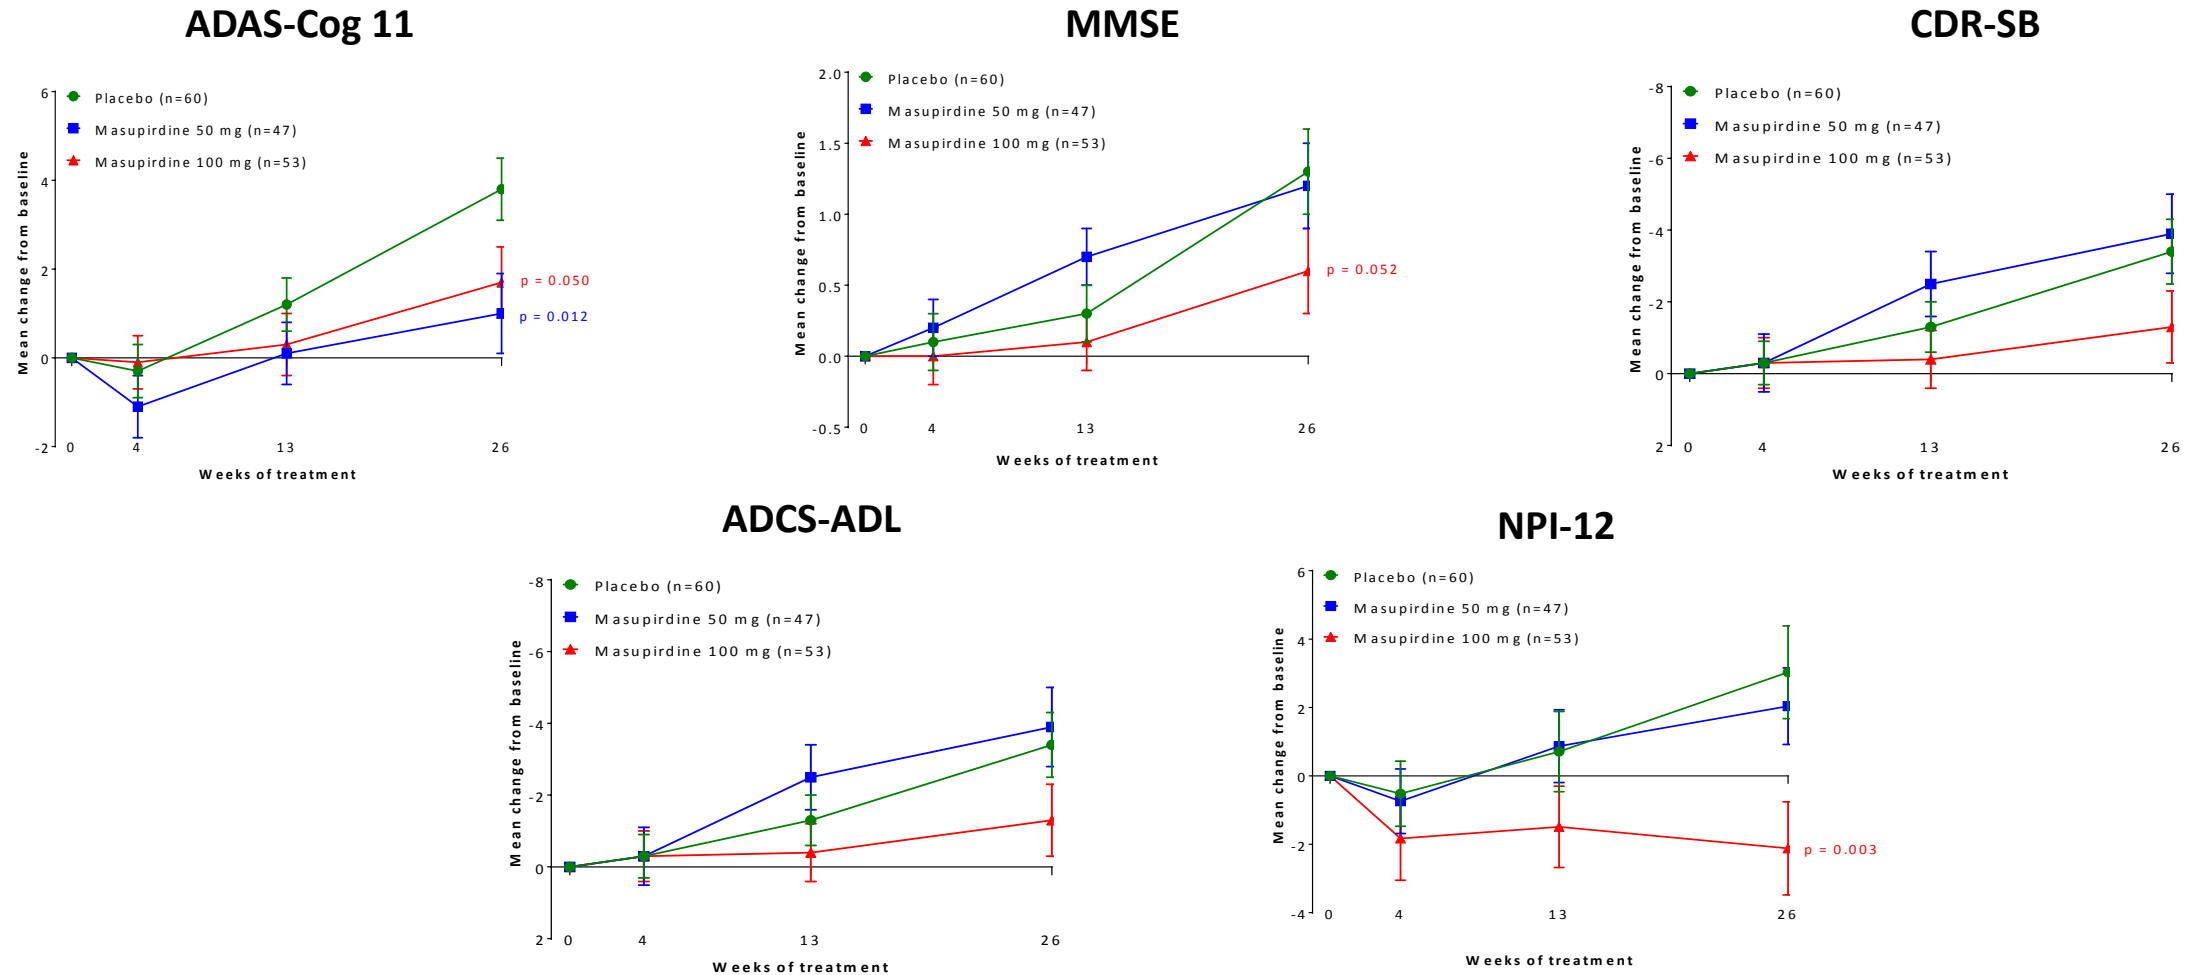 ADAS-Cog 11
Mean change from baseline
6
4
2
0
-2
Placebo (n=60)
Masupirdine 50 mg (n=47)
Masupirdine 100 mg (n=53)
p = 0.050
p = 0.012
0 4 13 26
Weeks of treatment
MMSE
Mean change from baseline
2.0
1.5
1.0
0.5
0.0
-0.5
Placebo (n=60)
Masupirdine 50 mg (n=47)
Masupirdine 100 mg (n=53)
p = 0.052
0 4 13 26
Weeks of treatment
CDR-SB
Mean change from baseline
-8
-6
-4
-2
0
2
Placebo (n=60)
Masupirdine 50 mg (n=47)
Masupirdine 100 mg (n=53)
0 4 13 26
Weeks of treatment
ADCS-ADL
Mean change from baseline
-8
-6
-4
-2
0
2
Placebo (n=60)
Masupirdine 50 mg (n=47)
Masupirdine 100 mg (n=53)
0 4 13 26
Weeks of treatment
NPI-12
Mean change from baseline
6
4
2
0
-2
-4
Placebo (n=60)
Masupirdine 50 mg (n=47)
Masupirdine 100 mg (n=53)
p = 0.003
0 4 13 26
Weeks of treatment